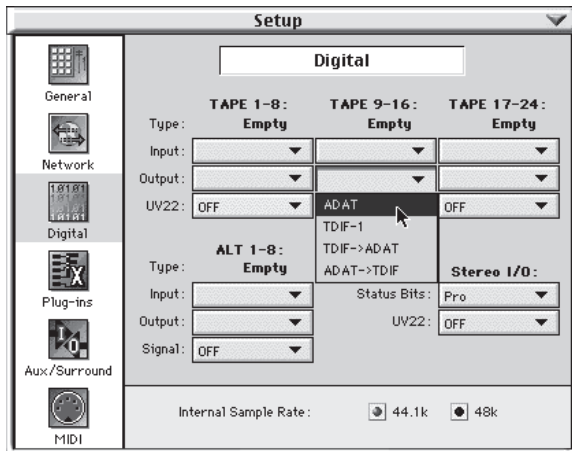 Setup
Digital
General
Network
10101
10101
Digital
Plug-ins
Aux/Surround
MIDI
TAPE 1-8: TAPE 9-16: TAPE 17-24:
Type: Empty Empty Empty
Input:
Output:
UV22: OFF OFF
ADAT
TDIF-1
TDIF->ADAT
ADAT->TDIF
ALT 1-8:
Type: Empty
Input:
Output:
Signal: OFF
Stereo I/O:
Status Bits: Pro
UV22: OFF
Internal Sample Rate: 44.1k 48k